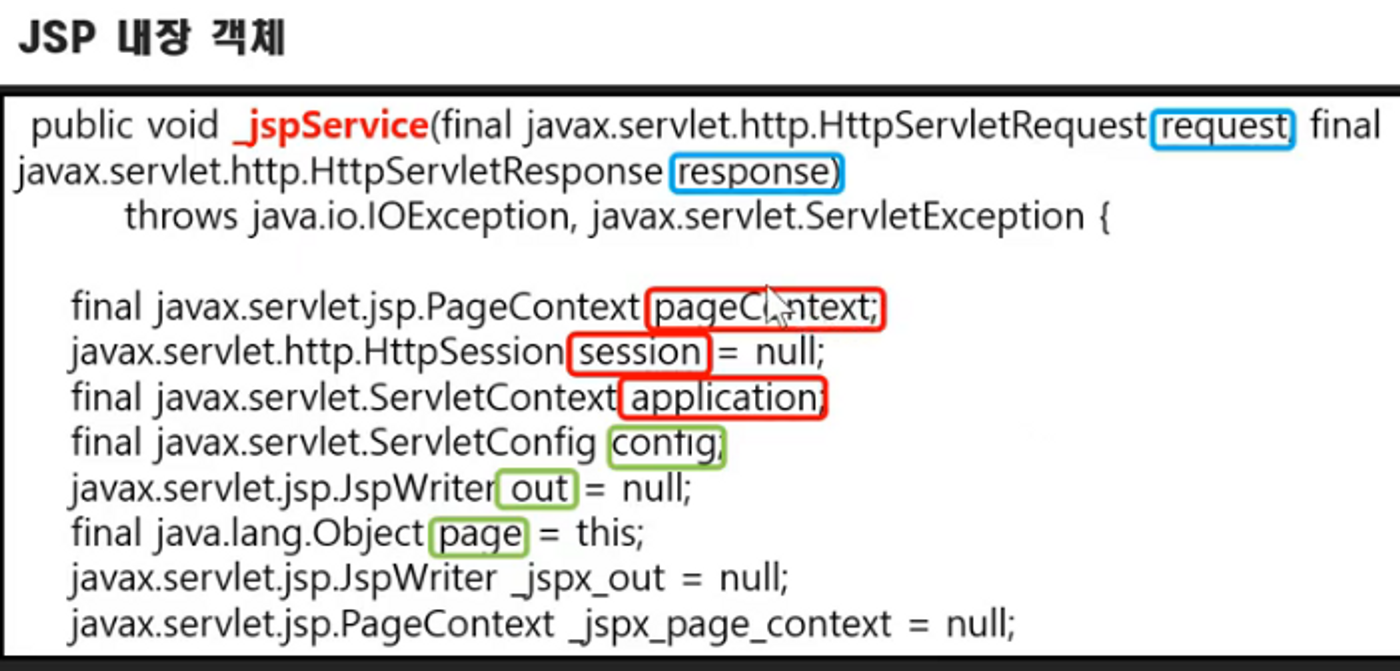 JSP 내장 객체
public void _jspService(final javax.servlet.http.HttpServletRequest request, final
javax.servlet.http.HttpServletResponse response)
throws java.io.IOException, javax.servlet.ServletException {
final javax.servlet.jsp.PageContext pageContext;
javax.servlet.http.HttpSession session = null;
final javax.servlet.ServletContext application;
final javax.servlet.ServletConfig config;
javax.servlet.jsp.JspWriter out = null;
final java.lang.Object page = this;
javax.servlet.jsp.JspWriter _jspx_out = null;
javax.servlet.jsp.PageContext _jspx_page_context = null;